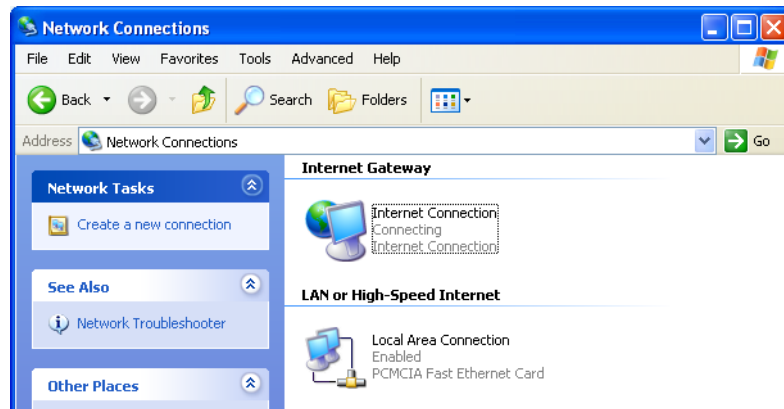 Network Connections
File Edit View Favorites Tools Advanced Help
Back Search Folders
Address Network Connections Go
Network Tasks
Create a new connection
See Also
Network Troubleshooter
Other Places
Internet Gateway
Internet Connection
Connecting
Internet Connection
LAN or High-Speed Internet
Local Area Connection
Enabled
PCMCIA Fast Ethernet Card